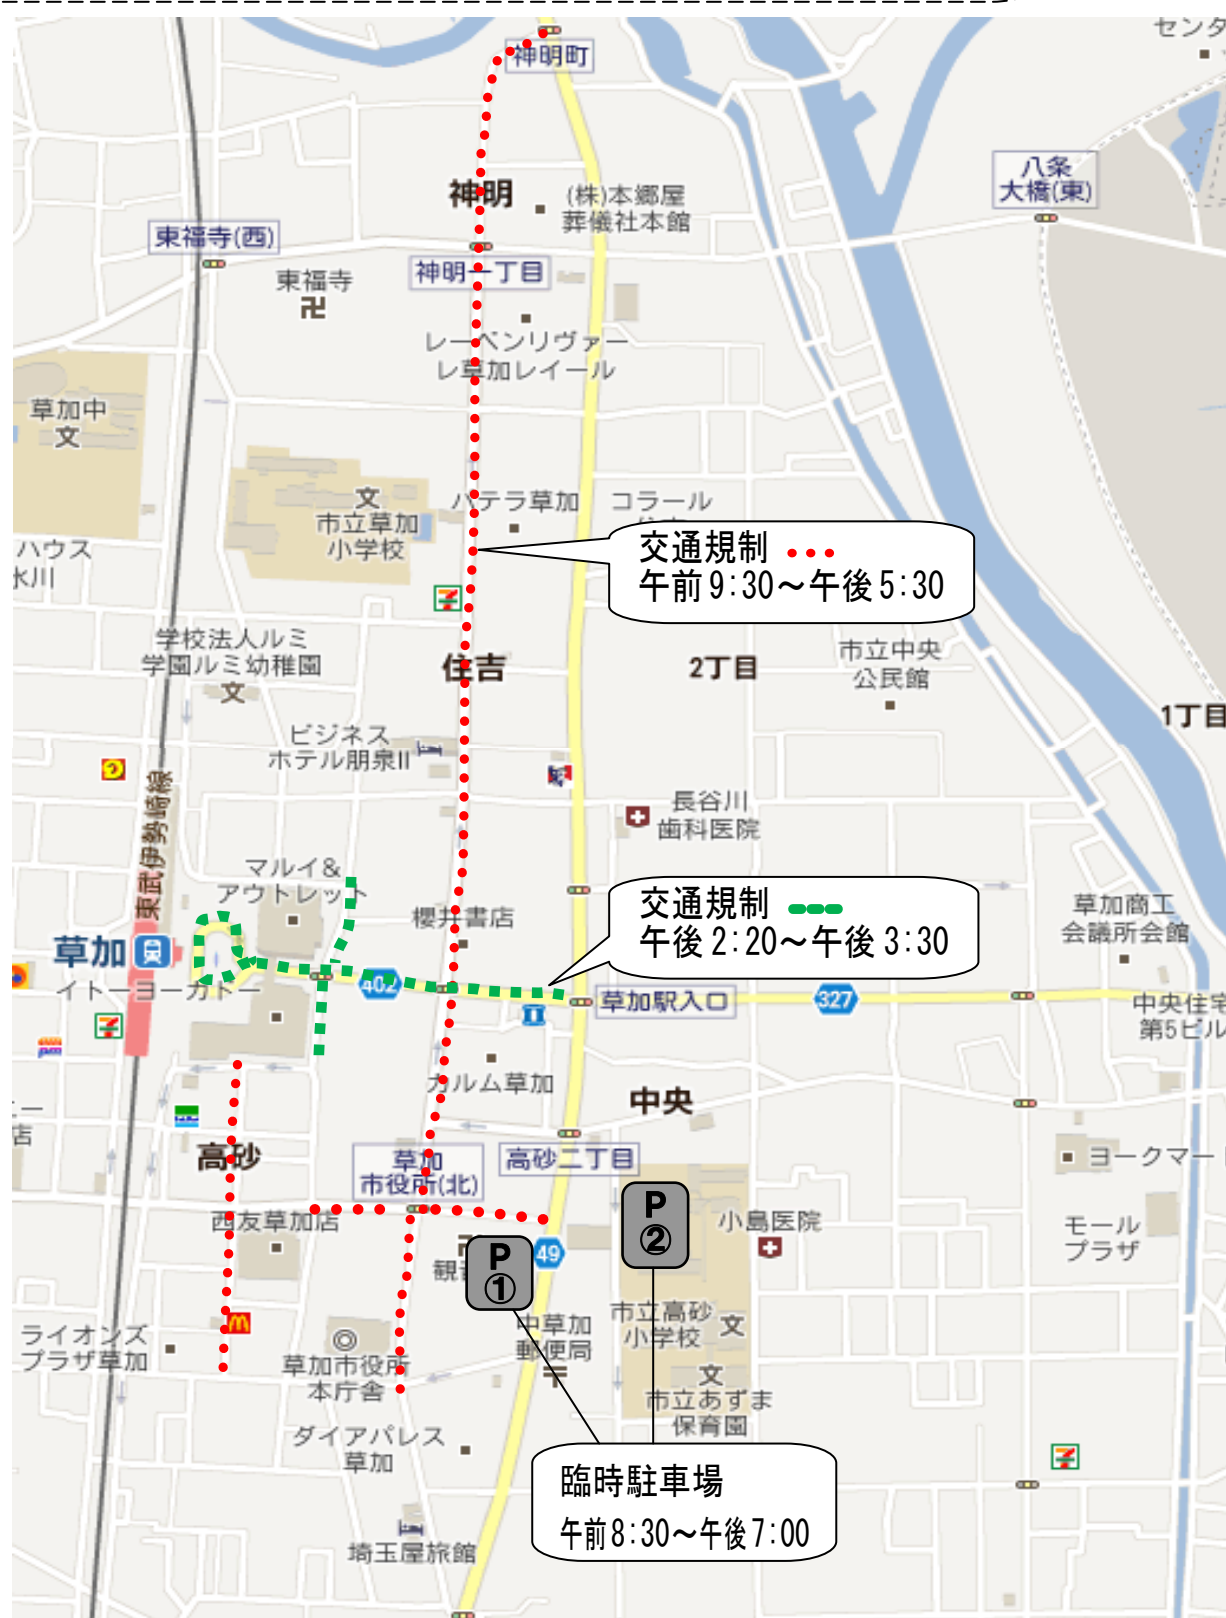 センタ
神明町
八条
大橋(東)
神明
(株)本郷屋
葬儀社本館
東福寺(西)
神明一丁目
東福寺
卍
レーベンリヴァー
レ草加レイール
草加中
文
文
市立草加
小学校
パテラ草加
コラール
交通規制
午前9:30～午後5:30
ハウス
氷川
学校法人ルミ
学園ルミ幼稚園
文
住吉
2丁目
市立中央
公民館
1丁目
ビジネス
ホテル朋泉II
東武伊勢崎線
長谷川
歯科医院
マルイ&
アウトレット
櫻井書店
交通規制
午後2:20～午後3:30
草加商工
会議所会館
草加
イトーヨーカドー
402
草加駅入口
327
中央住宅
第5ビル
カルム草加
中央
高砂
草加
市役所(北)
高砂二丁目
ヨークマー
店
西友草加店
P
①
P
②
49
小島医院
モール
プラザ
ライオンズ
プラザ草加
草加市役所
本庁舎
中草加
郵便局
市立高砂
小学校
文
文
市立あずま
保育園
ダイアパレス
草加
臨時駐車場
午前8:30～午後7:00
埼玉屋旅館